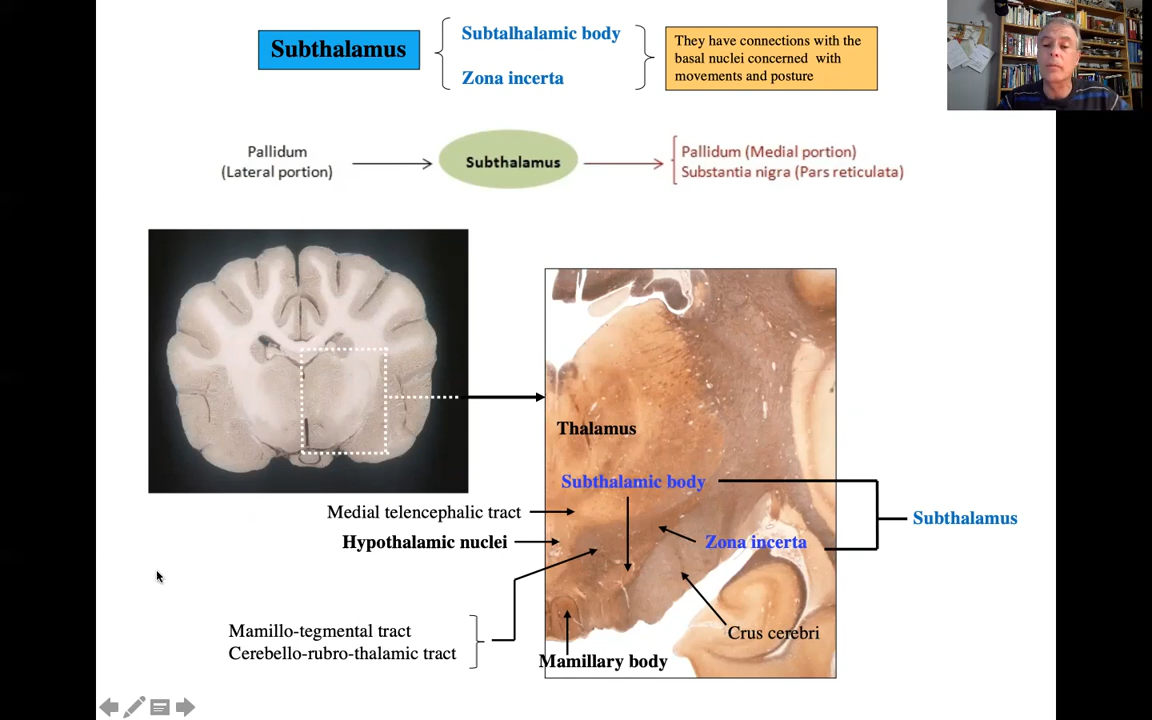 Subthalamus
Subtalhalamic body
Zona incerta
They have connections with the
basal nuclei concerned  with
movements and posture
Pallidum
(Lateral portion)
Subthalamus
Pallidum (Medial portion)
Substantia nigra (Pars reticulata)
Thalamus
Subthalamic body
Medial telencephalic tract
Hypothalamic nuclei
Zona incerta
Subthalamus
Mamillo-tegmental tract
Cerebello-rubro-thalamic tract
Crus cerebri
Mamillary body